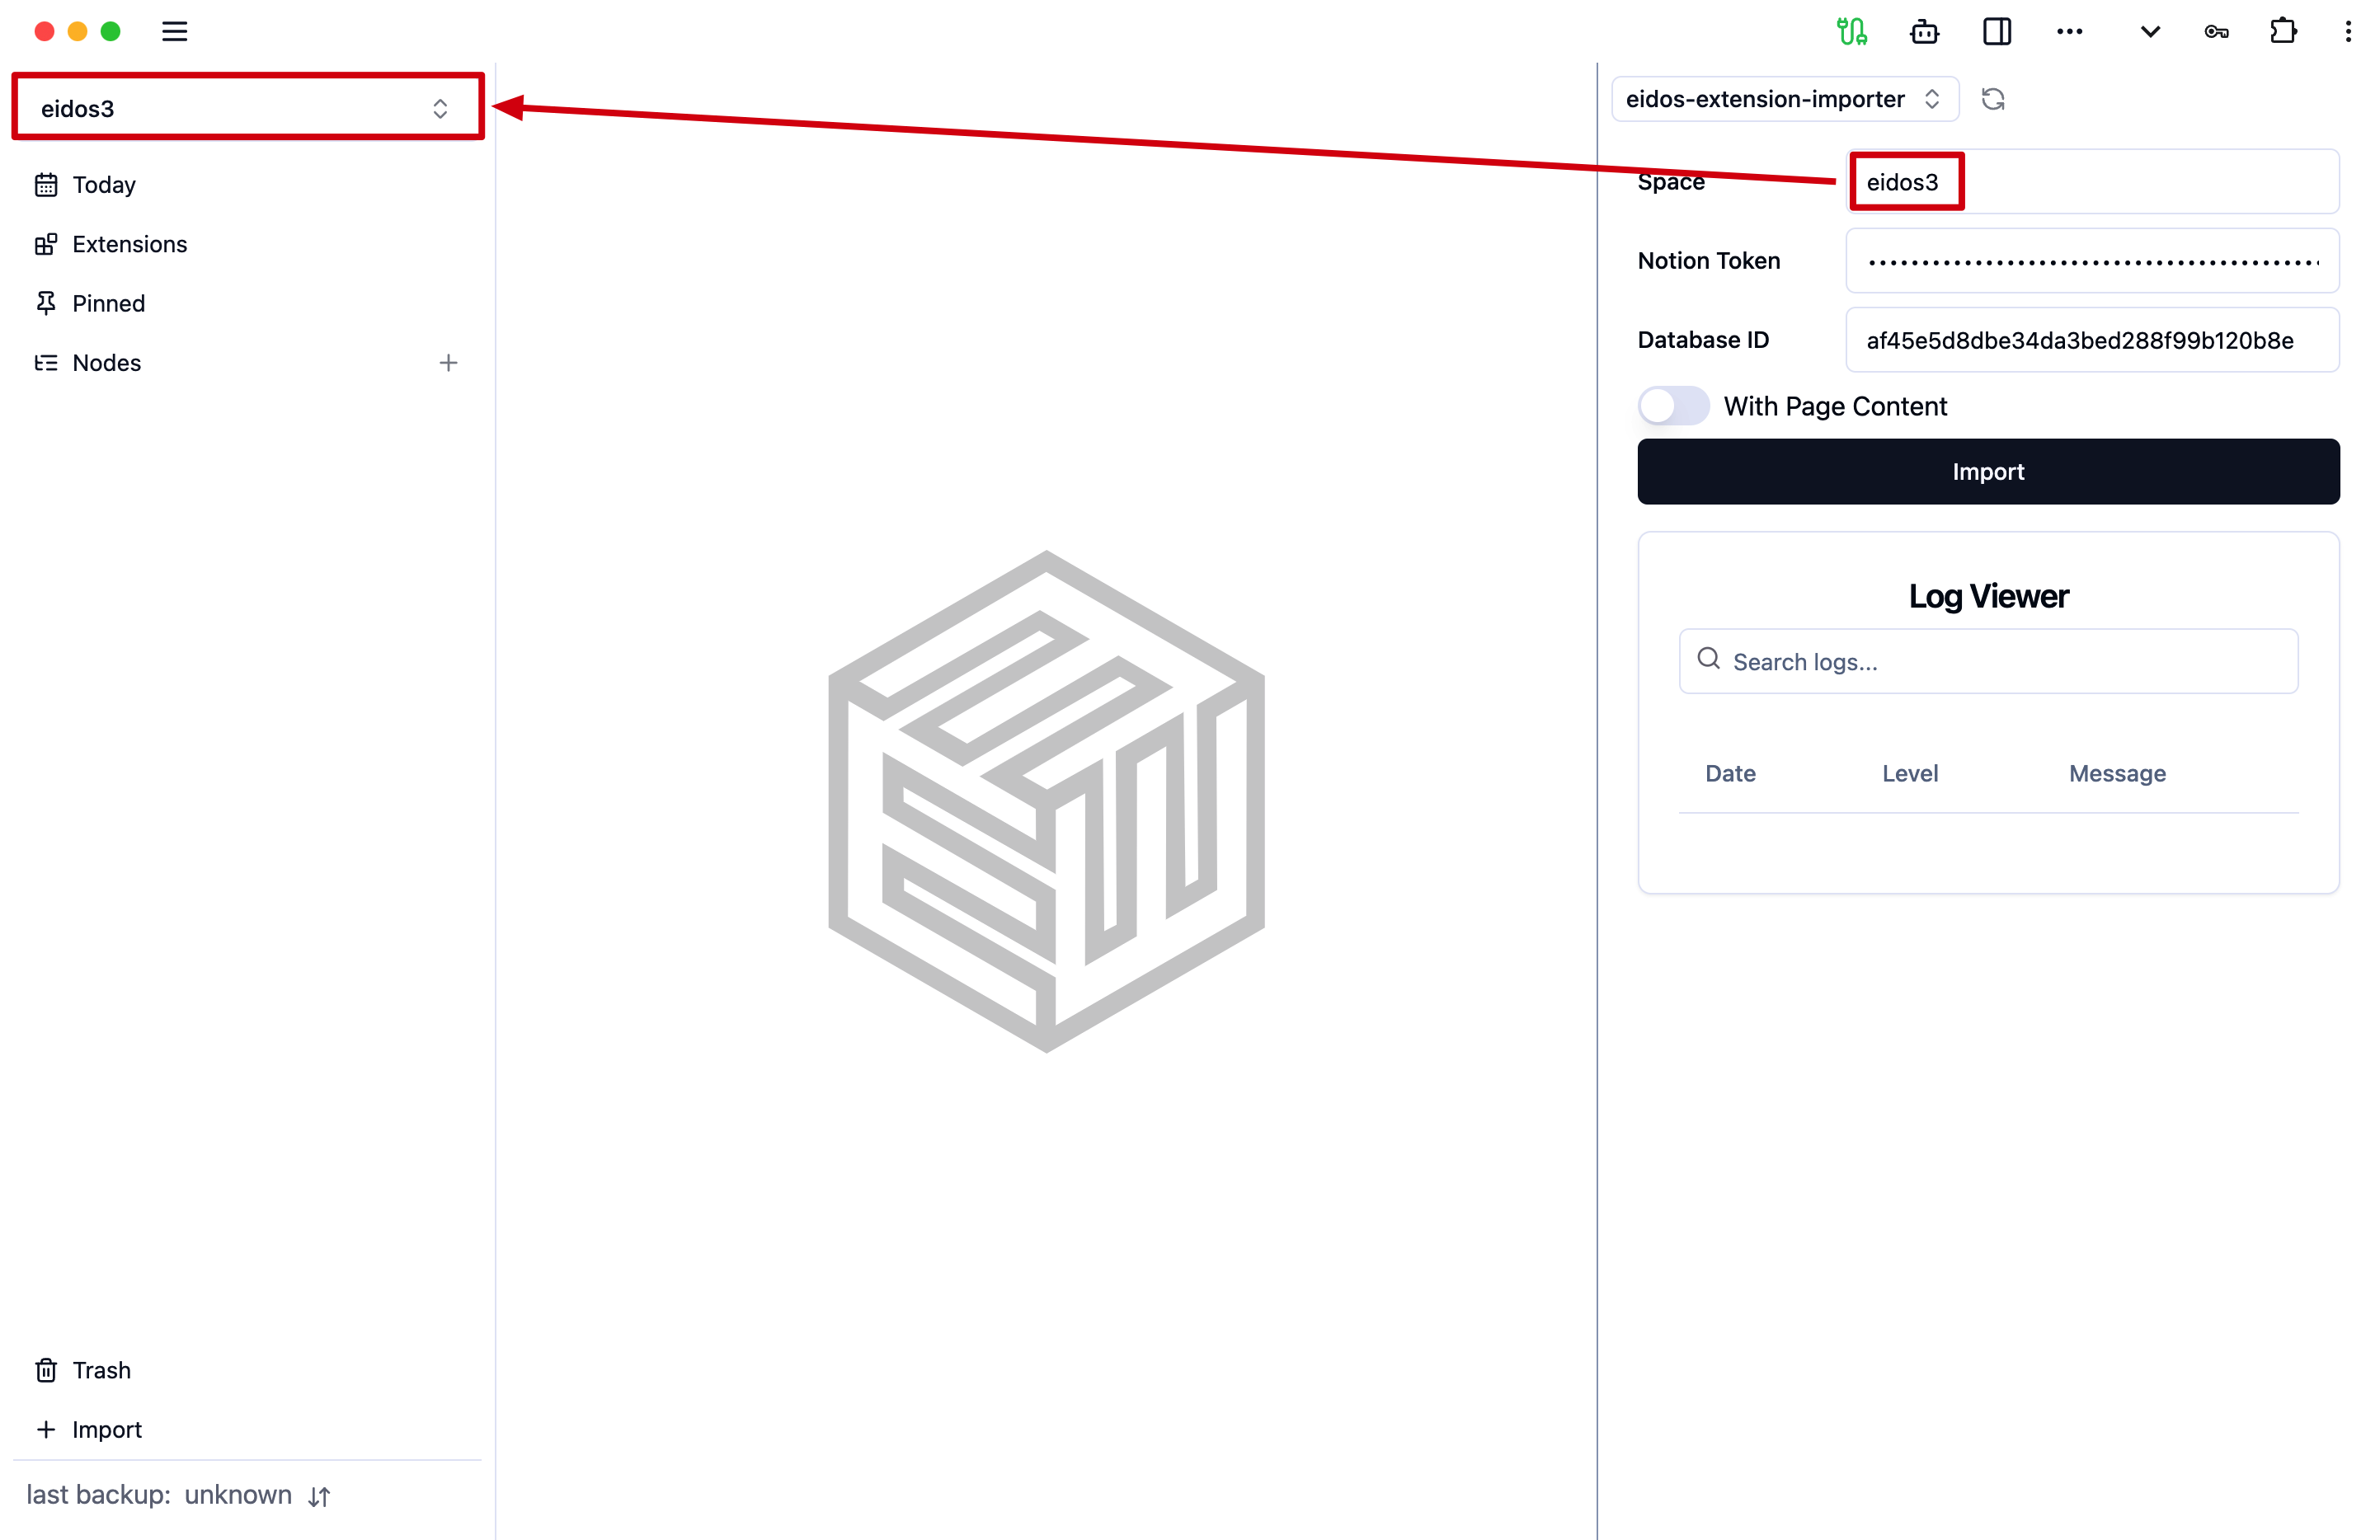 eidos3
Today
Extensions
Pinned
Nodes
Trash
Import
last backup: unknown
eidos-extension-importer
Space
eidos3
Notion Token
••••••••••••••••••••••••••••••••••••••••••
Database ID
af45e5d8dbe34da3bed288f99b120b8e
With Page Content
Import
Log Viewer
Search logs...
Date Level Message